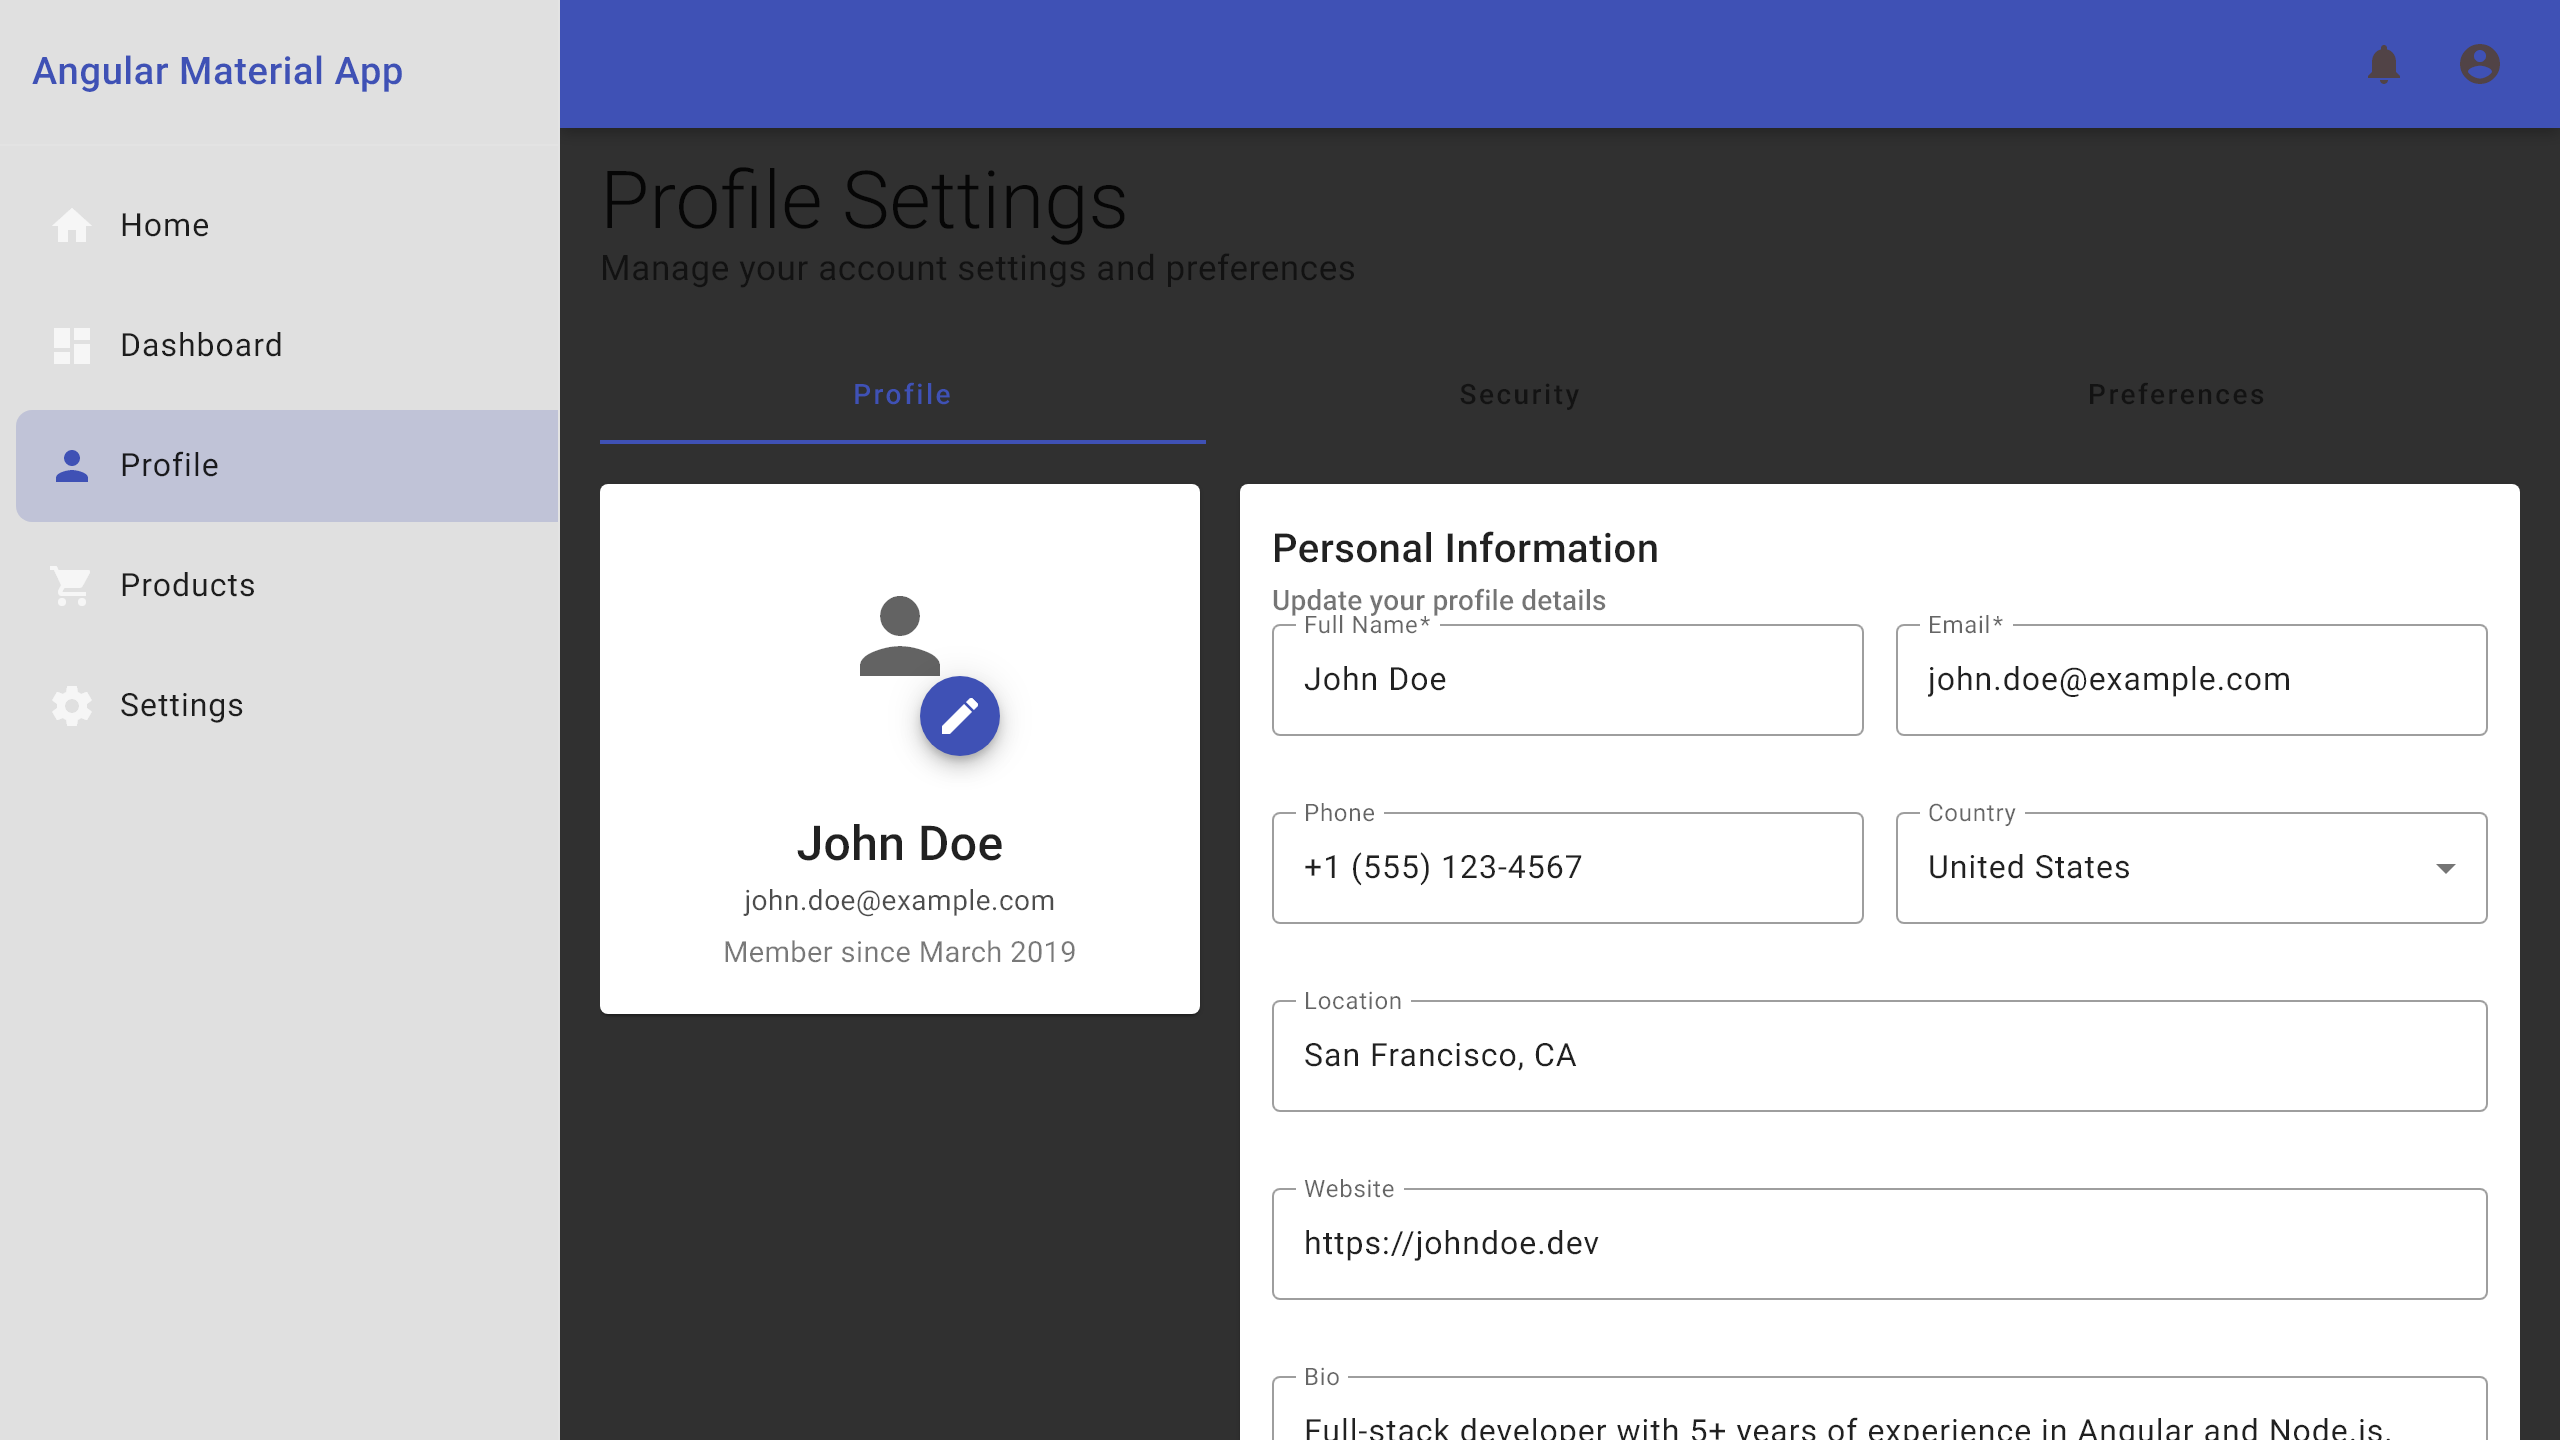 Angular Material App
Home
Dashboard
Profile
Products
Settings
Profile Settings
Manage your account settings and preferences
Profile
Security
Preferences
John Doe
john.doe@example.com
Member since March 2019
Personal Information
Update your profile details
Full Name*
John Doe
Email*
john.doe@example.com
Phone
+1 (555) 123-4567
Country
United States
Location
San Francisco, CA
Website
https://johndoe.dev
Bio
Full-stack developer with 5+ years of experience in Angular and Node.js.